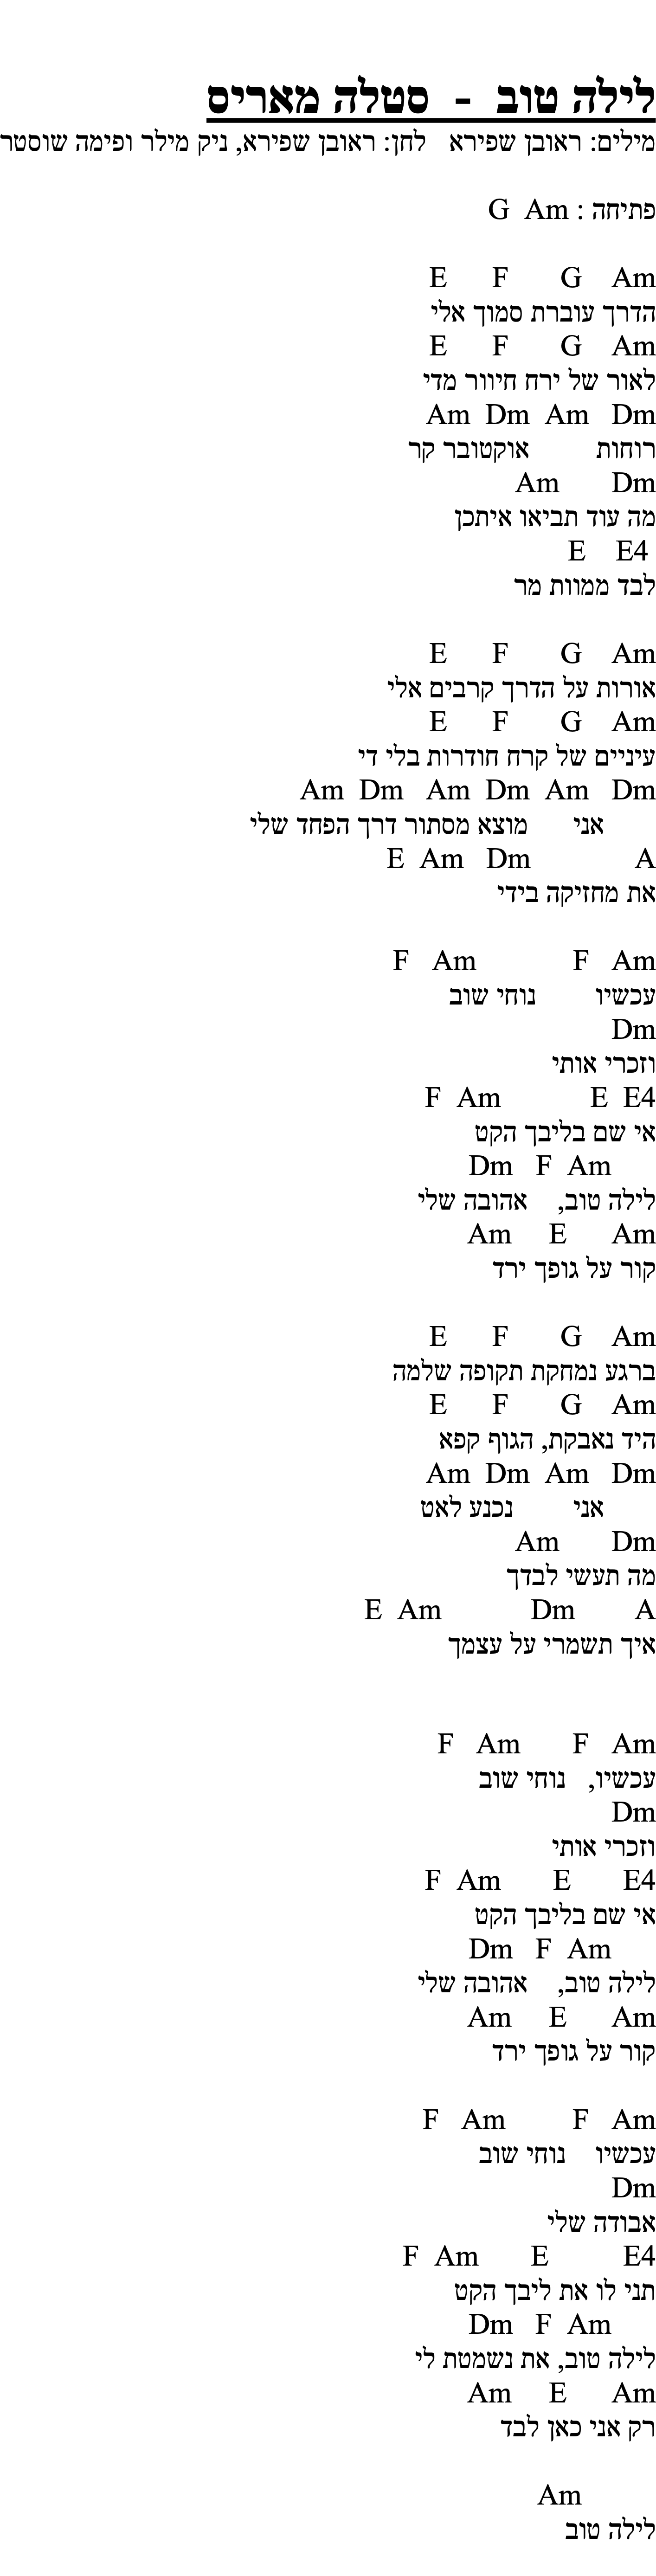 לילה טוב - סטלה מאריס
מילים: ראובן שפירא לחן: ראובן שפירא, ניק מילר ופימה שוסטר
פתיחה : G Am
E F G Am
הדרך עוברת סמוך אלי
E F G Am
לאור של ירח חיוור מדי
Am Dm Am Dm
רוחות אוקטובר קר
Am Dm
מה עוד תביאו איתכן
E E4
לבד ממוות מר
E F G Am
אורות על הדרך קרבים אלי
E F G Am
עיניים של קרח חודרות בלי די
Am Dm Am Dm Am Dm
אני מוצא מסתור דרך הפחד שלי
E Am Dm A
את מחזיקה בידי
F Am F Am
עכשיו נוחי שוב
Dm
וזכרי אותי
F Am E E4
אי שם בליבך הקט
Dm F Am
לילה טוב, אהובה שלי
Am E Am
קור על גופך ירד
E F G Am
ברגע נמחקת תקופה שלמה
E F G Am
היד נאבקת, הגוף קפא
Am Dm Am Dm
אני נכנע לאט
Am Dm
מה תעשי לבדך
E Am Dm A
איך תשמרי על עצמך
F Am F Am
עכשיו, נוחי שוב
Dm
וזכרי אותי
F Am E E4
אי שם בליבך הקט
Dm F Am
לילה טוב, אהובה שלי
Am E Am
קור על גופך ירד
F Am F Am
עכשיו נוחי שוב
Dm
אבודה שלי
F Am E E4
תני לו את ליבך הקט
Dm F Am
לילה טוב, את נשמטת לי
Am E Am
רק אני כאן לבד
Am
לילה טוב